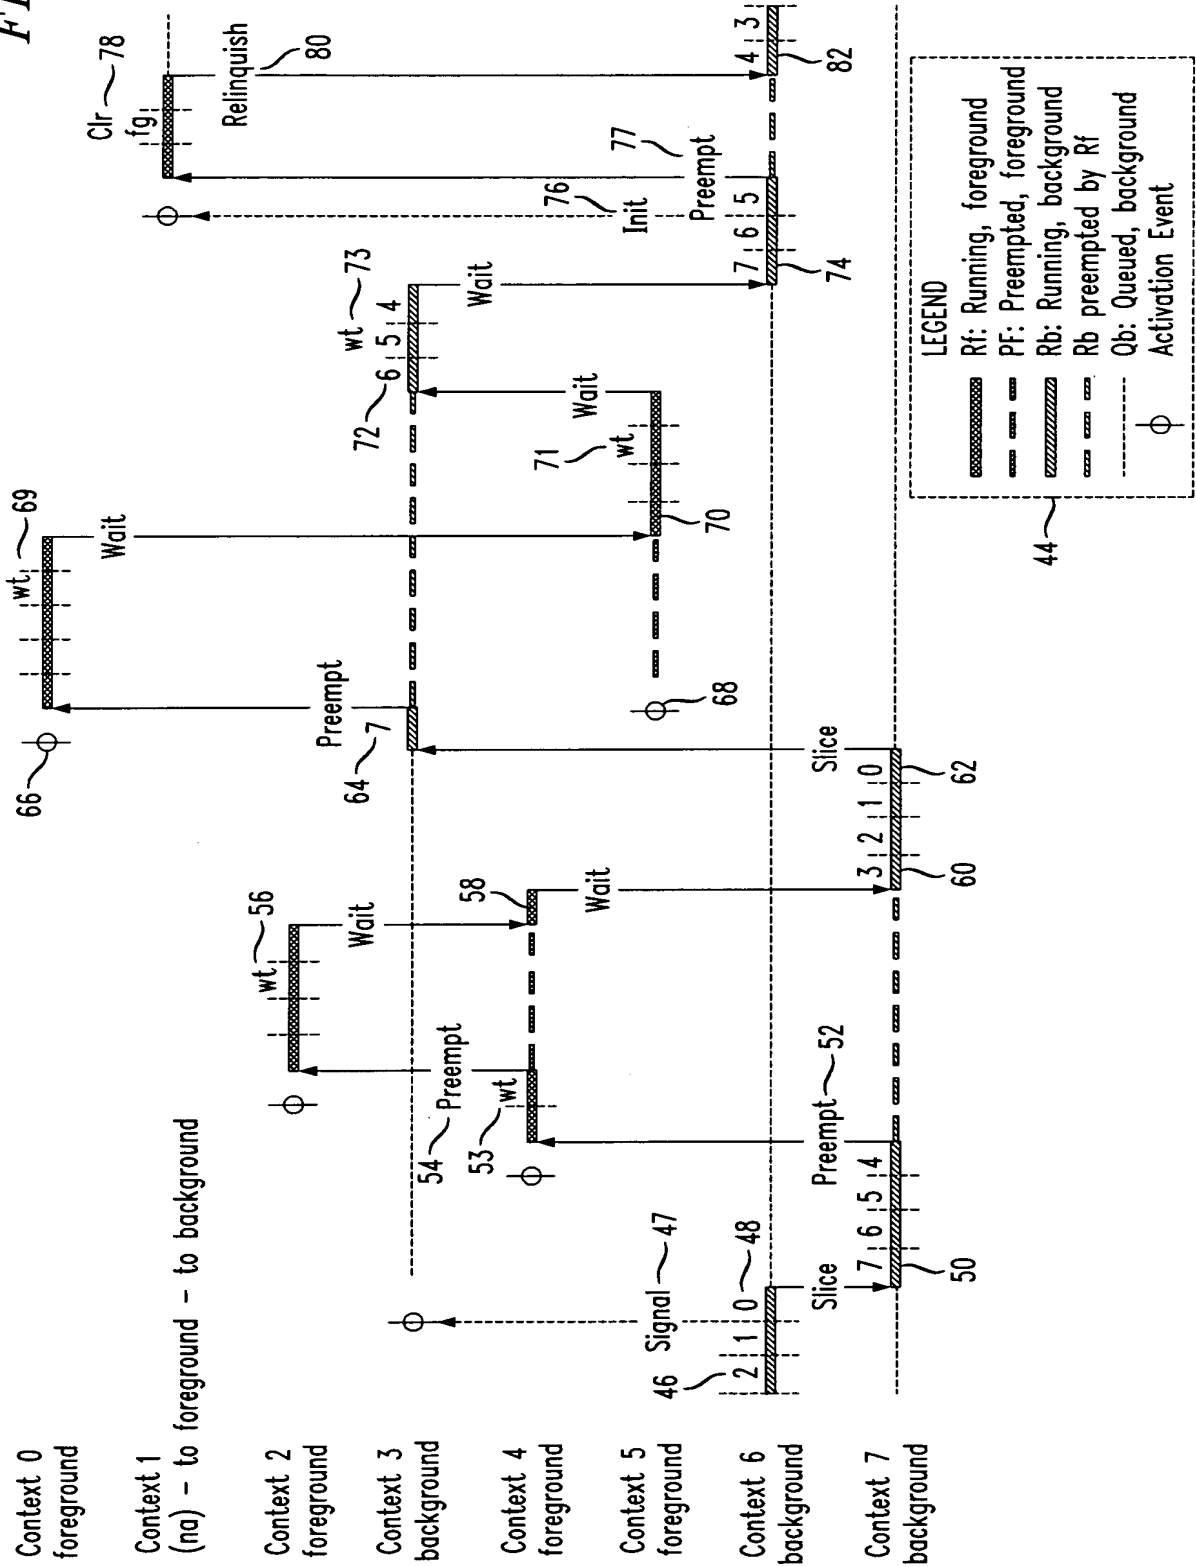 Context 0
foreground
66
wt
69
Wait
Context 1
(na) – to foreground – to background
Clr
78
fg
Relinquish
80
Context 2
foreground
wt
56
Wait
Preempt
Context 3
background
64
7
72
6
5
4
wt
73
Wait
54
Preempt
Context 4
foreground
53
wt
58
Wait
71
Wait
Context 5
foreground
68
70
wt
Init
76
77
Preempt
Signal
47
Context 6
background
46
2
1
0
48
7
6
5
4
3
74
82
Slice
Preempt
52
Slice
Context 7
background
7
6
5
4
3
2
1
0
50
60
62
LEGEND
Rf: Running, foreground
PF: Preempted, foreground
Rb: Running, background
Rb preempted by Rf
Qb: Queued, background
Activation Event
44